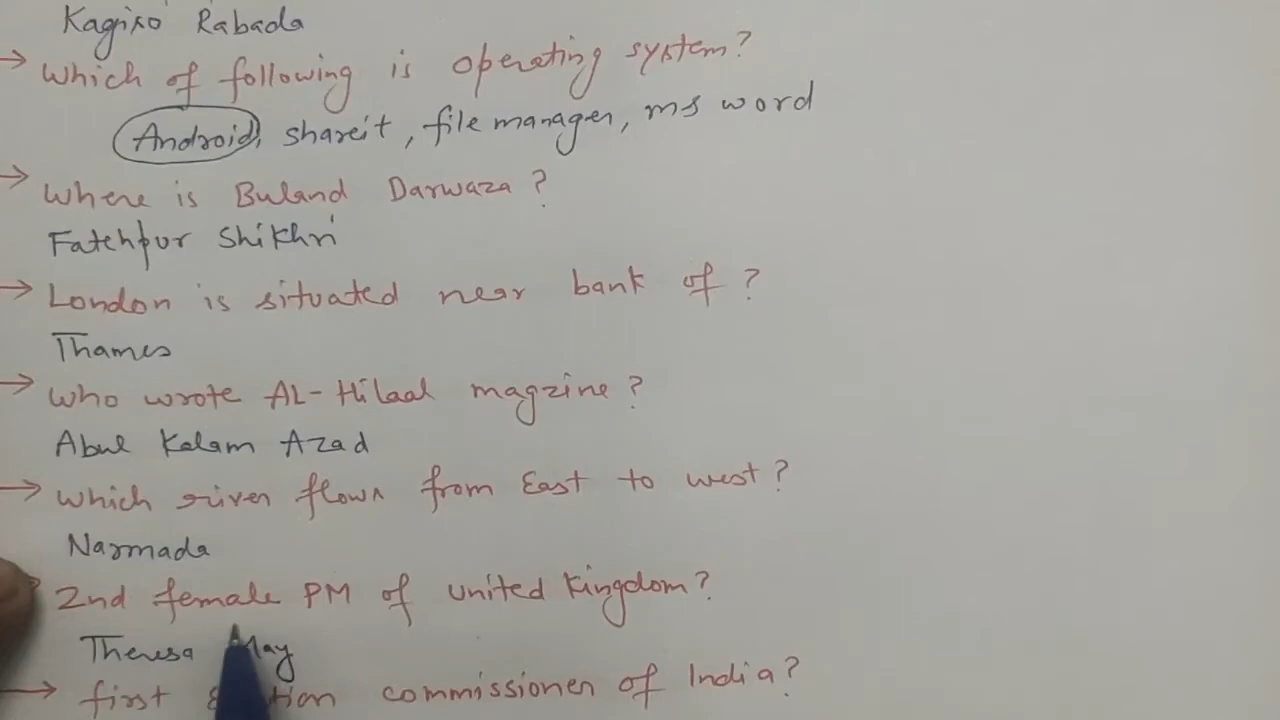 Kagiso Rabada
→ Which of following is operating system?
Android, shareit, file manager, ms word
→ Where is Buland Darwaza?
Fatehpur Shikhri
→ London is situated near bank of?
Thames
→ Who wrote AL-Hilaal magzine?
Abul Kalam Azad
→ Which river flows from East to west?
Narmada
2nd female PM of united Kingdom?
Theresa May
→ first commissioner of India?